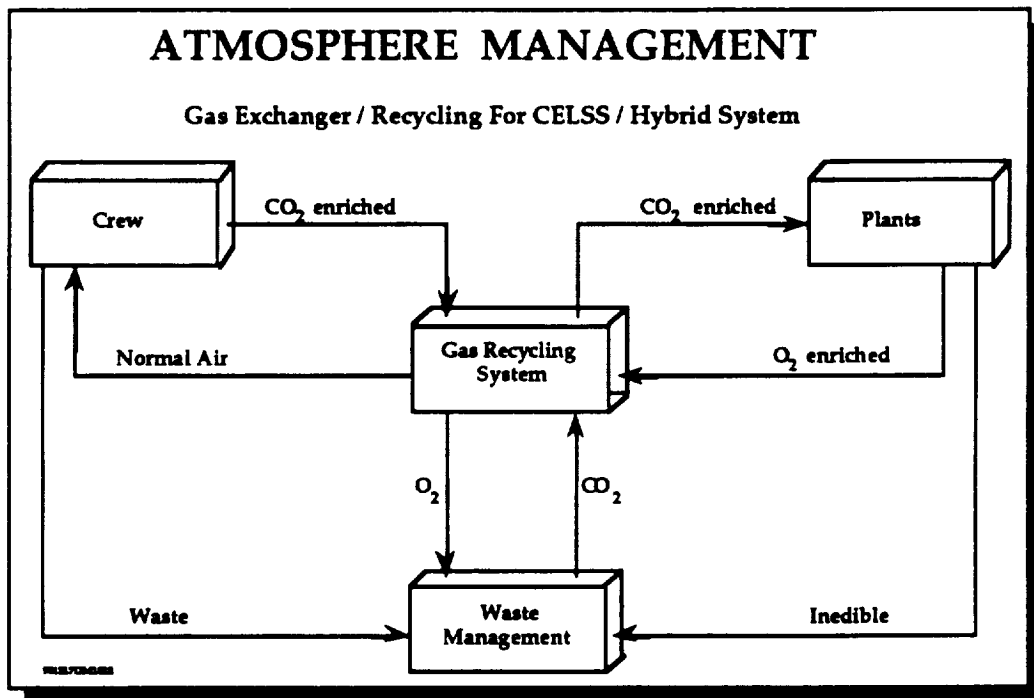 ATMOSPHERE MANAGEMENT
Gas Exchanger / Recycling For CELSS / Hybrid System
Crew
CO₂ enriched
CO₂ enriched
Plants
Gas Recycling
System
Normal Air
O₂ enriched
O₂
CO₂
Waste
Waste
Management
Inedible